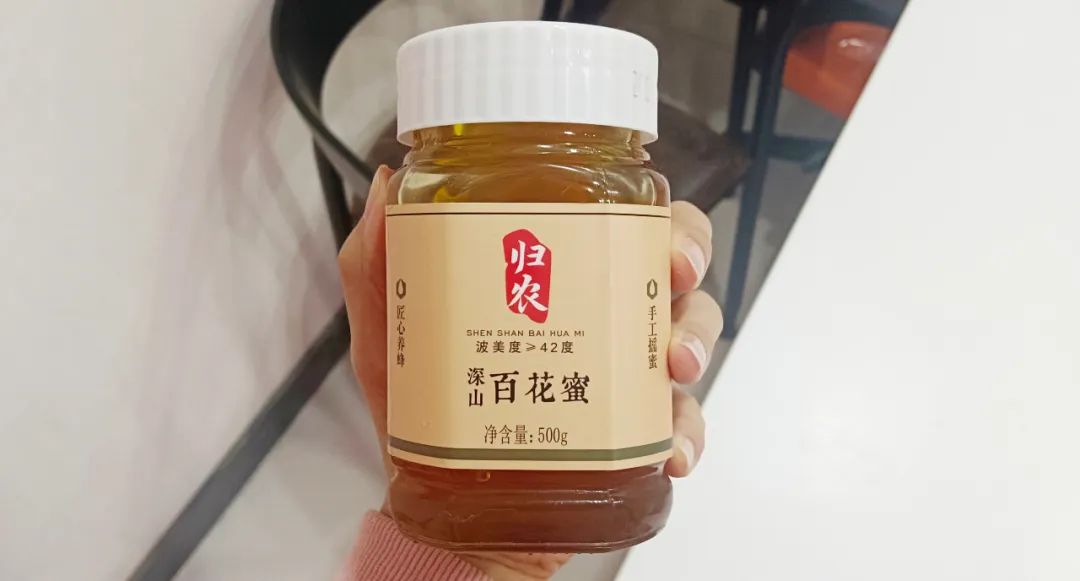 归农
SHEN SHAN BAI HUA MI
波美度≥42度
深山百花蜜
净含量:500g
匠心养蜂
手工摇蜜